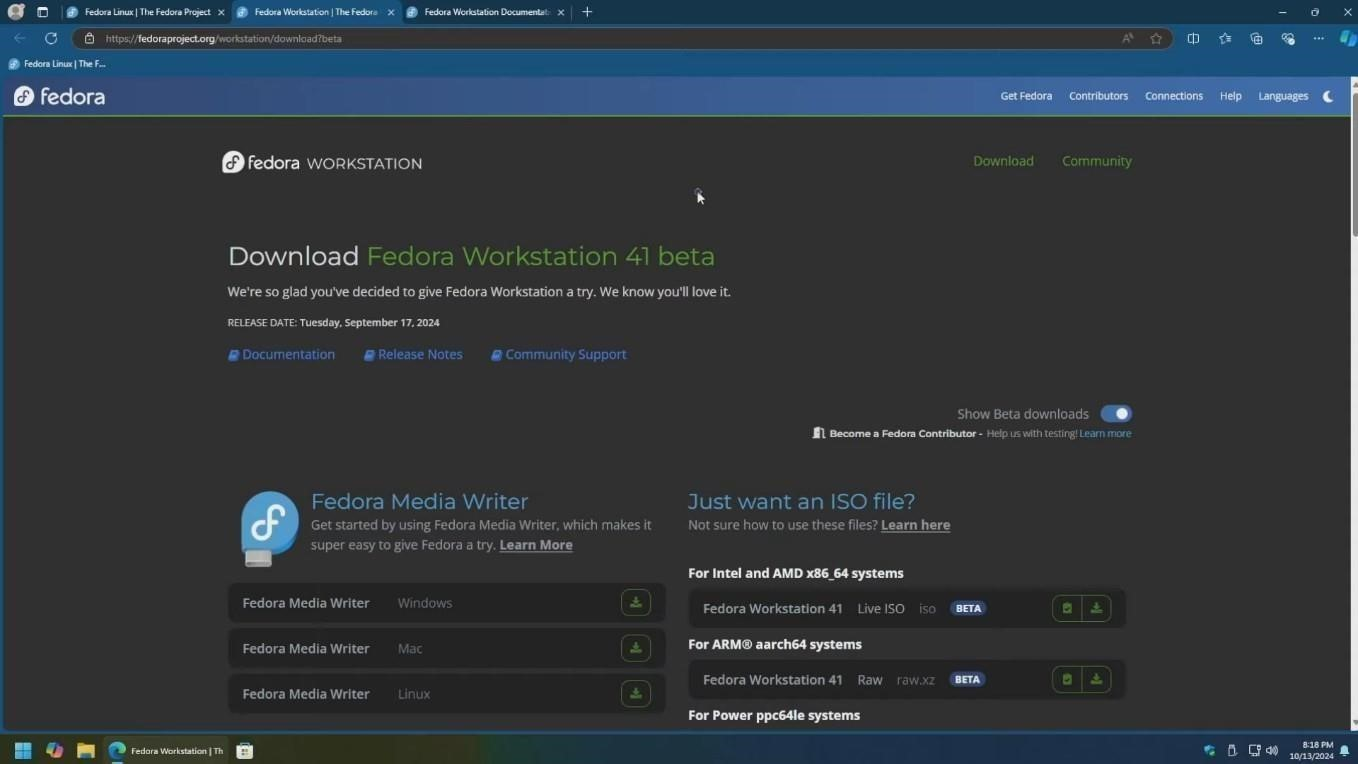 Fedora Linux | The Fedora Project
Fedora Workstation | The Fedora
Fedora Workstation Documentat
https://fedoraproject.org/workstation/download?beta
Fedora Linux | The F...
fedora
Get Fedora Contributors Connections Help Languages
fedora WORKSTATION
Download Community
Download Fedora Workstation 41 beta
We're so glad you've decided to give Fedora Workstation a try. We know you'll love it.
RELEASE DATE: Tuesday, September 17, 2024
Documentation Release Notes Community Support
Show Beta downloads
Become a Fedora Contributor - Help us with testing! Learn more
Fedora Media Writer
Get started by using Fedora Media Writer, which makes it
super easy to give Fedora a try. Learn More
Fedora Media Writer Windows
Fedora Media Writer Mac
Fedora Media Writer Linux
Just want an ISO file?
Not sure how to use these files? Learn here
For Intel and AMD x86_64 systems
Fedora Workstation 41 Live ISO iso BETA
For ARM® aarch64 systems
Fedora Workstation 41 Raw raw.xz BETA
For Power ppc64le systems
Fedora Workstation | Th
8:18 PM
10/13/2024